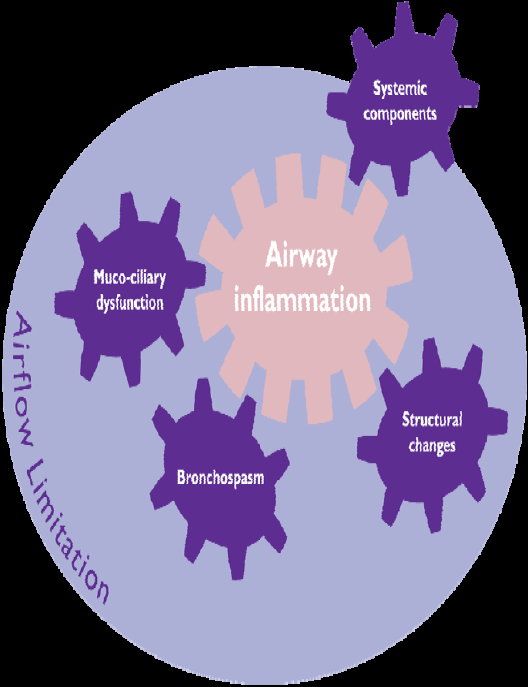 Systemic
components
Airway
inflammation
Muco-ciliary
dysfunction
Structural
changes
Bronchospasm
Airflow Limitation